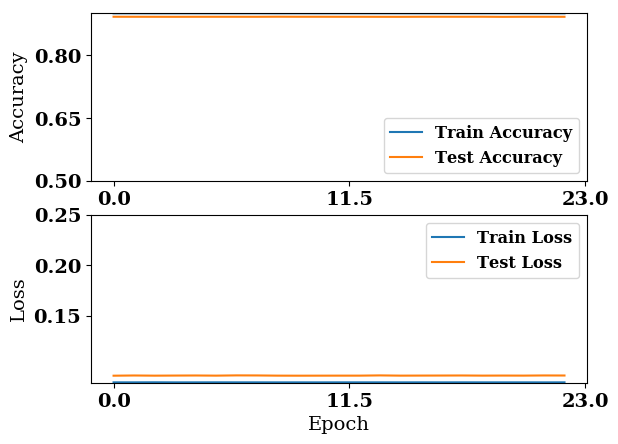 Accuracy
0.80
0.65
0.50
Train Accuracy
Test Accuracy
0.0 11.5 23.0
Loss
0.25
0.20
0.15
Train Loss
Test Loss
0.0 11.5 23.0
Epoch